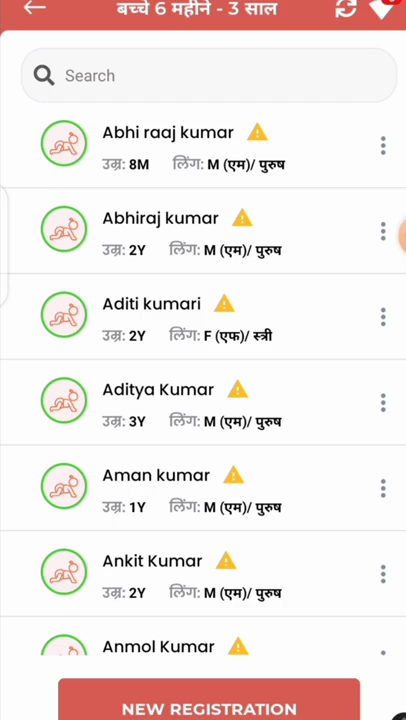 बच्चे 6 महीने - 3 साल
Search
Abhi raaj kumar
उम्र: 8M लिंग: M (एम)/ पुरुष
Abhiraj kumar
उम्र: 2Y लिंग: M (एम)/ पुरुष
Aditi kumari
उम्र: 2Y लिंग: F (एफ)/ स्त्री
Aditya Kumar
उम्र: 3Y लिंग: M (एम)/ पुरुष
Aman kumar
उम्र: 1Y लिंग: M (एम)/ पुरुष
Ankit Kumar
उम्र: 2Y लिंग: M (एम)/ पुरुष
Anmol Kumar
NEW REGISTRATION